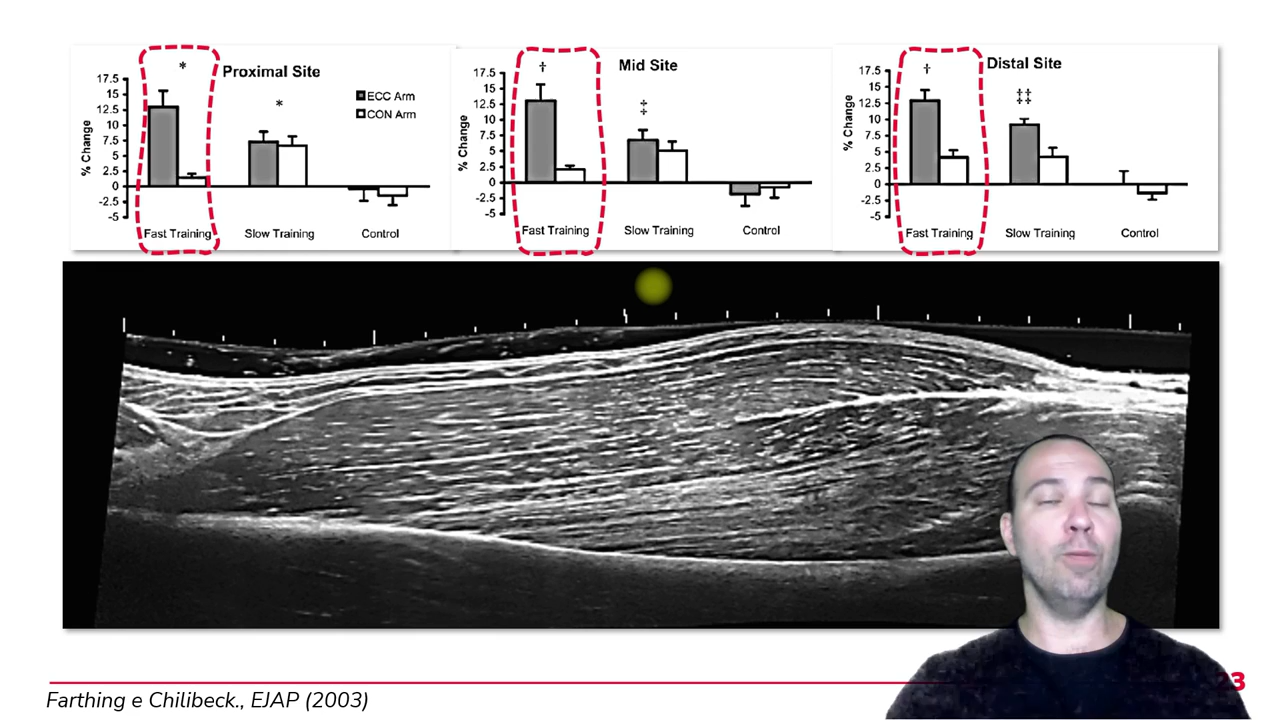 *
Proximal Site
17.5
15
12.5
10
7.5
5
2.5
0
-2.5
-5
% Change
*
ECC Arm
CON Arm
Fast Training
Slow Training
Control
†
Mid Site
17.5
15
12.5
10
7.5
5
2.5
0
-2.5
-5
% Change
‡
‡
Fast Training
Slow Training
Control
†
Distal Site
17.5
15
12.5
10
7.5
5
2.5
0
-2.5
-5
% Change
‡‡
‡‡
Fast Training
Slow Training
Control
Farthing e Chilibeck., EJAP (2003)